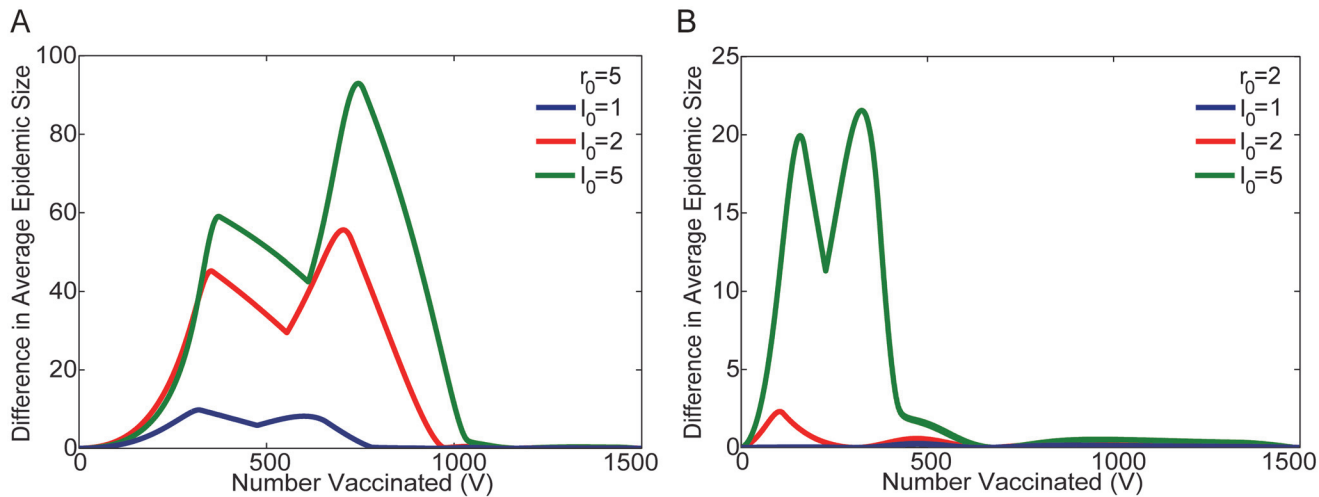 A
100
80
60
40
20
0
0
500
1000
1500
Difference in Average Epidemic Size
Number Vaccinated (V)
r₀=5
I₀=1
I₀=2
I₀=5
B
25
20
15
10
5
0
0
500
1000
1500
Difference in Average Epidemic Size
Number Vaccinated (V)
r₀=2
I₀=1
I₀=2
I₀=5